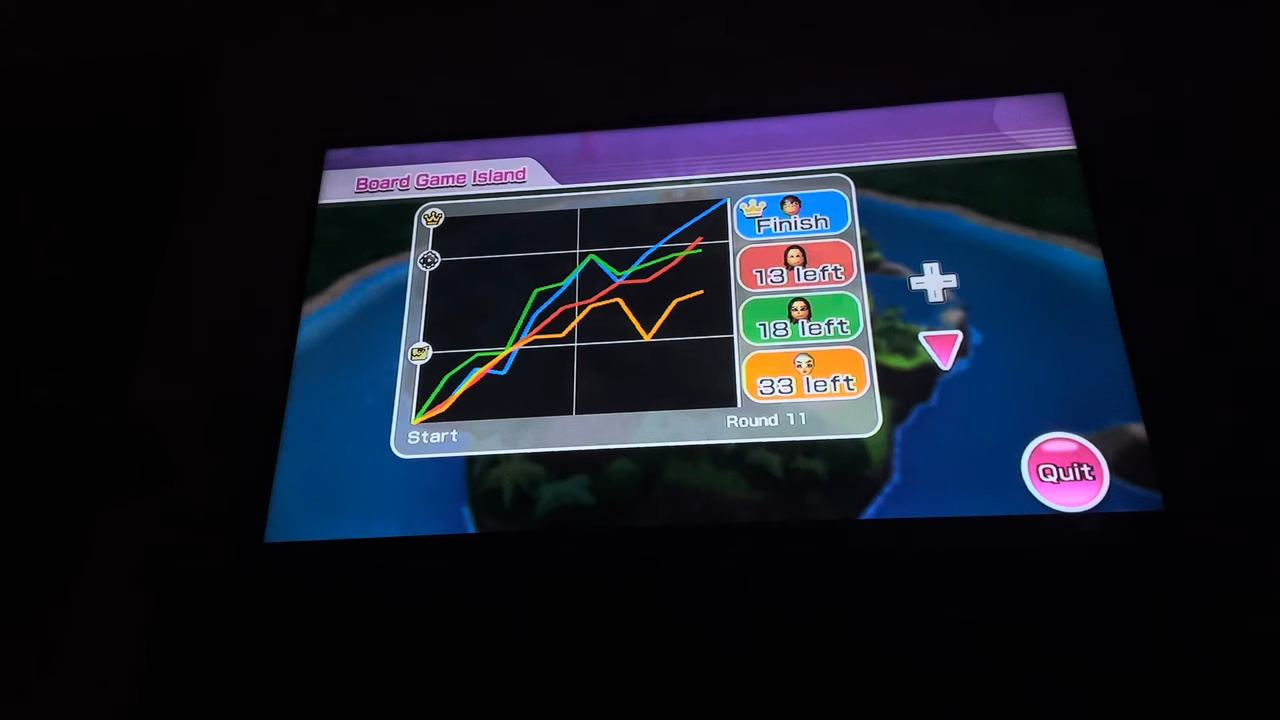 Board Game Island
Finish
13 left
18 left
33 left
Start
Round 11
Quit